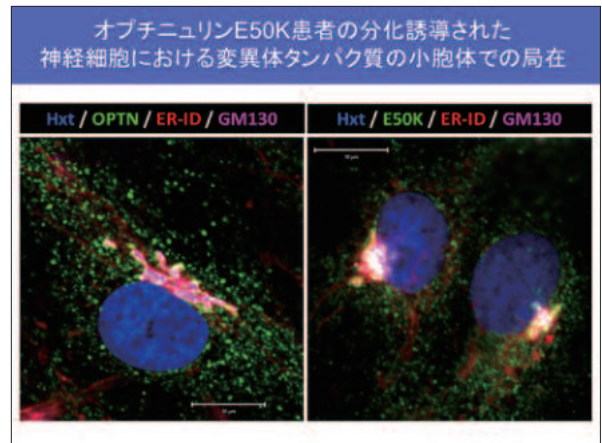 オプチニュリンE50K患者の分化誘導された
神経細胞における変異体タンパク質の小胞体での局在
Hxt / OPTN / ER-ID / GM130
Hxt / E50K / ER-ID / GM130
10 μm